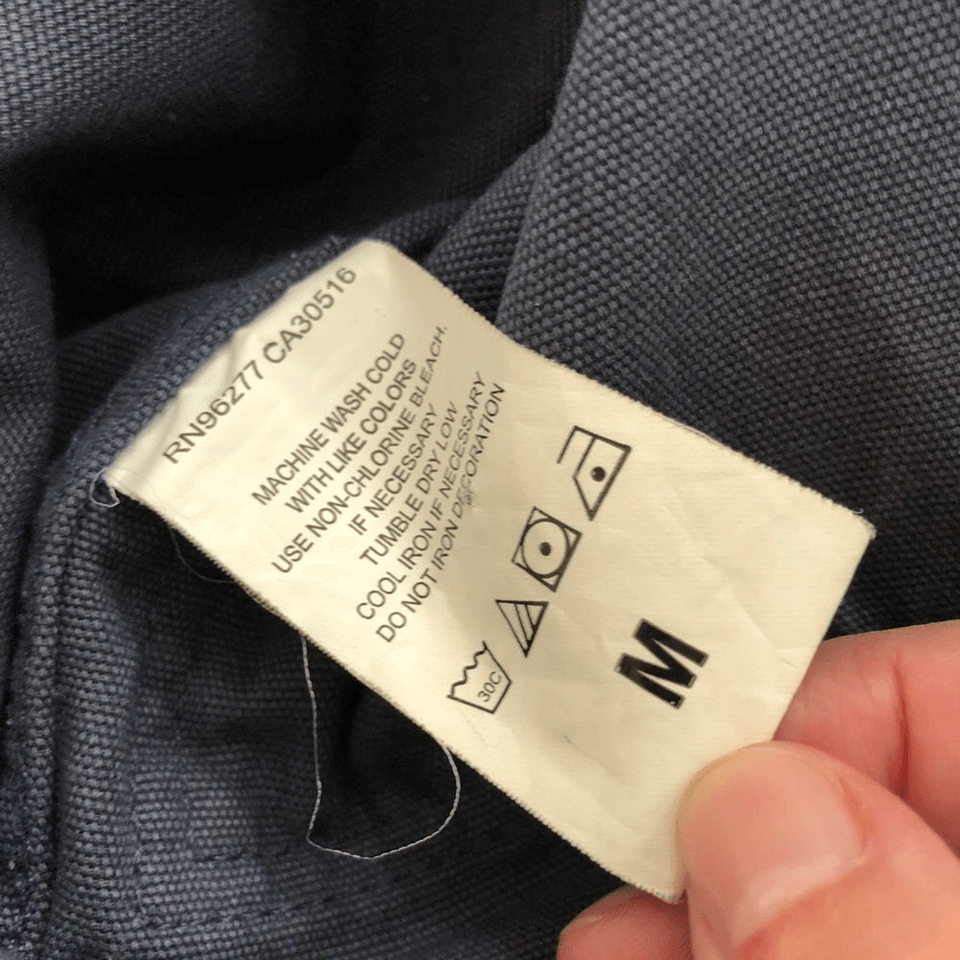 RN96277 CA30516
MACHINE WASH COLD
WITH LIKE COLORS
USE NON-CHLORINE BLEACH.
IF NECESSARY
TUMBLE DRY LOW
COOL IRON IF NECESSARY
DO NOT IRON DECORATION
30C
M